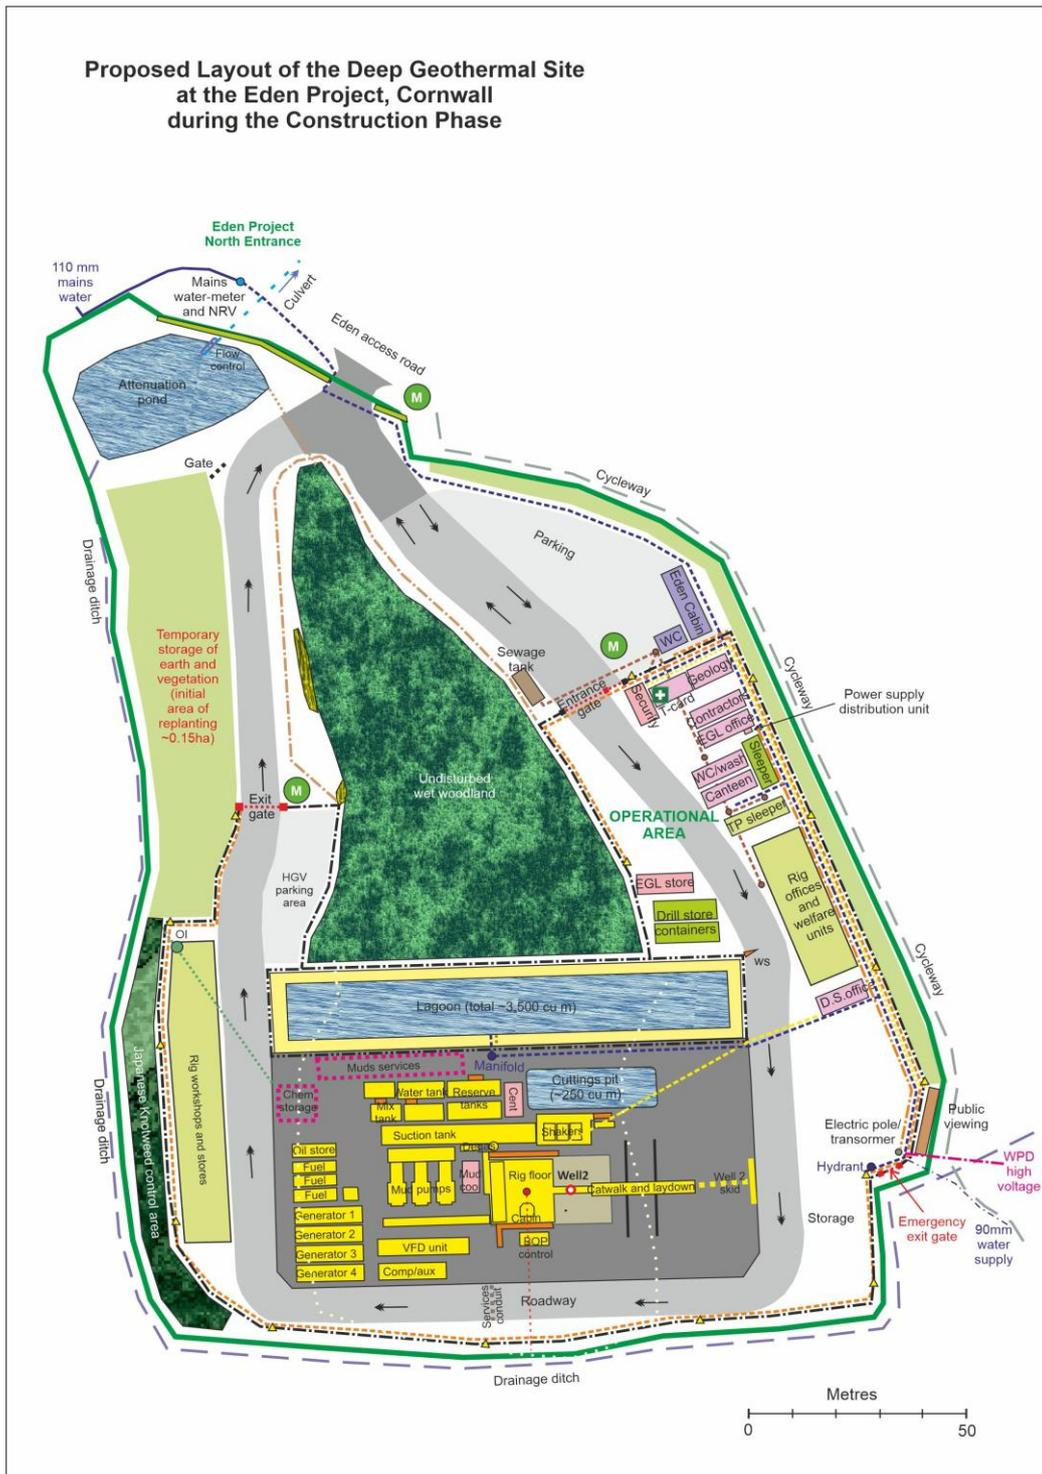 Proposed Layout of the Deep Geothermal Site
at the Eden Project, Cornwall
during the Construction Phase
Eden Project
North Entrance
110 mm
mains
water
Mains
water-meter
and NRV
Culvert
Eden access road
Flow
control
Attenuation
pond
M
Gate
Cycleway
Drainage ditch
Parking
Eden Cabin
WC
Temporary
storage of
earth and
vegetation
(initial
area of
replanting
~0.15ha)
Sewage
tank
M
Entrance
gate
Security
T-card
Geology
Cycleway
Contractors
EGL office
Power supply
distribution unit
Sleeper
WC/wash
Canteen
TP sleeper
Undisturbed
wet woodland
M
Exit
gate
OPERATIONAL
AREA
HGV
parking
area
EGL store
Drill store
containers
Rig
offices
and
welfare
units
OI
WS
Cycleway
D.S.office
Lagoon (total ~3,500 cu m)
Manifold
Muds services
Chem
storage
Water tank
Reserve
tanks
Mix
tank
Cent
Cuttings pit
(~250 cu m)
Suction tank
Shakers
Rig workshops and stores
Japanese Knotweed control area
Drainage ditch
Oil store
Fuel
Fuel
Fuel
Mud pumps
Mud
cool
Rig floor
Well2
Catwalk and laydown
Well 2
skid
Cabin
Generator 1
Generator 2
Generator 3
Generator 4
VFD unit
Comp/aux
BOP
control
Electric pole/
transormer
Public
viewing
Hydrant
WPD
high
voltage
Storage
Emergency
exit gate
90mm
water
supply
Services
conduit
Roadway
Drainage ditch
Metres
0
50